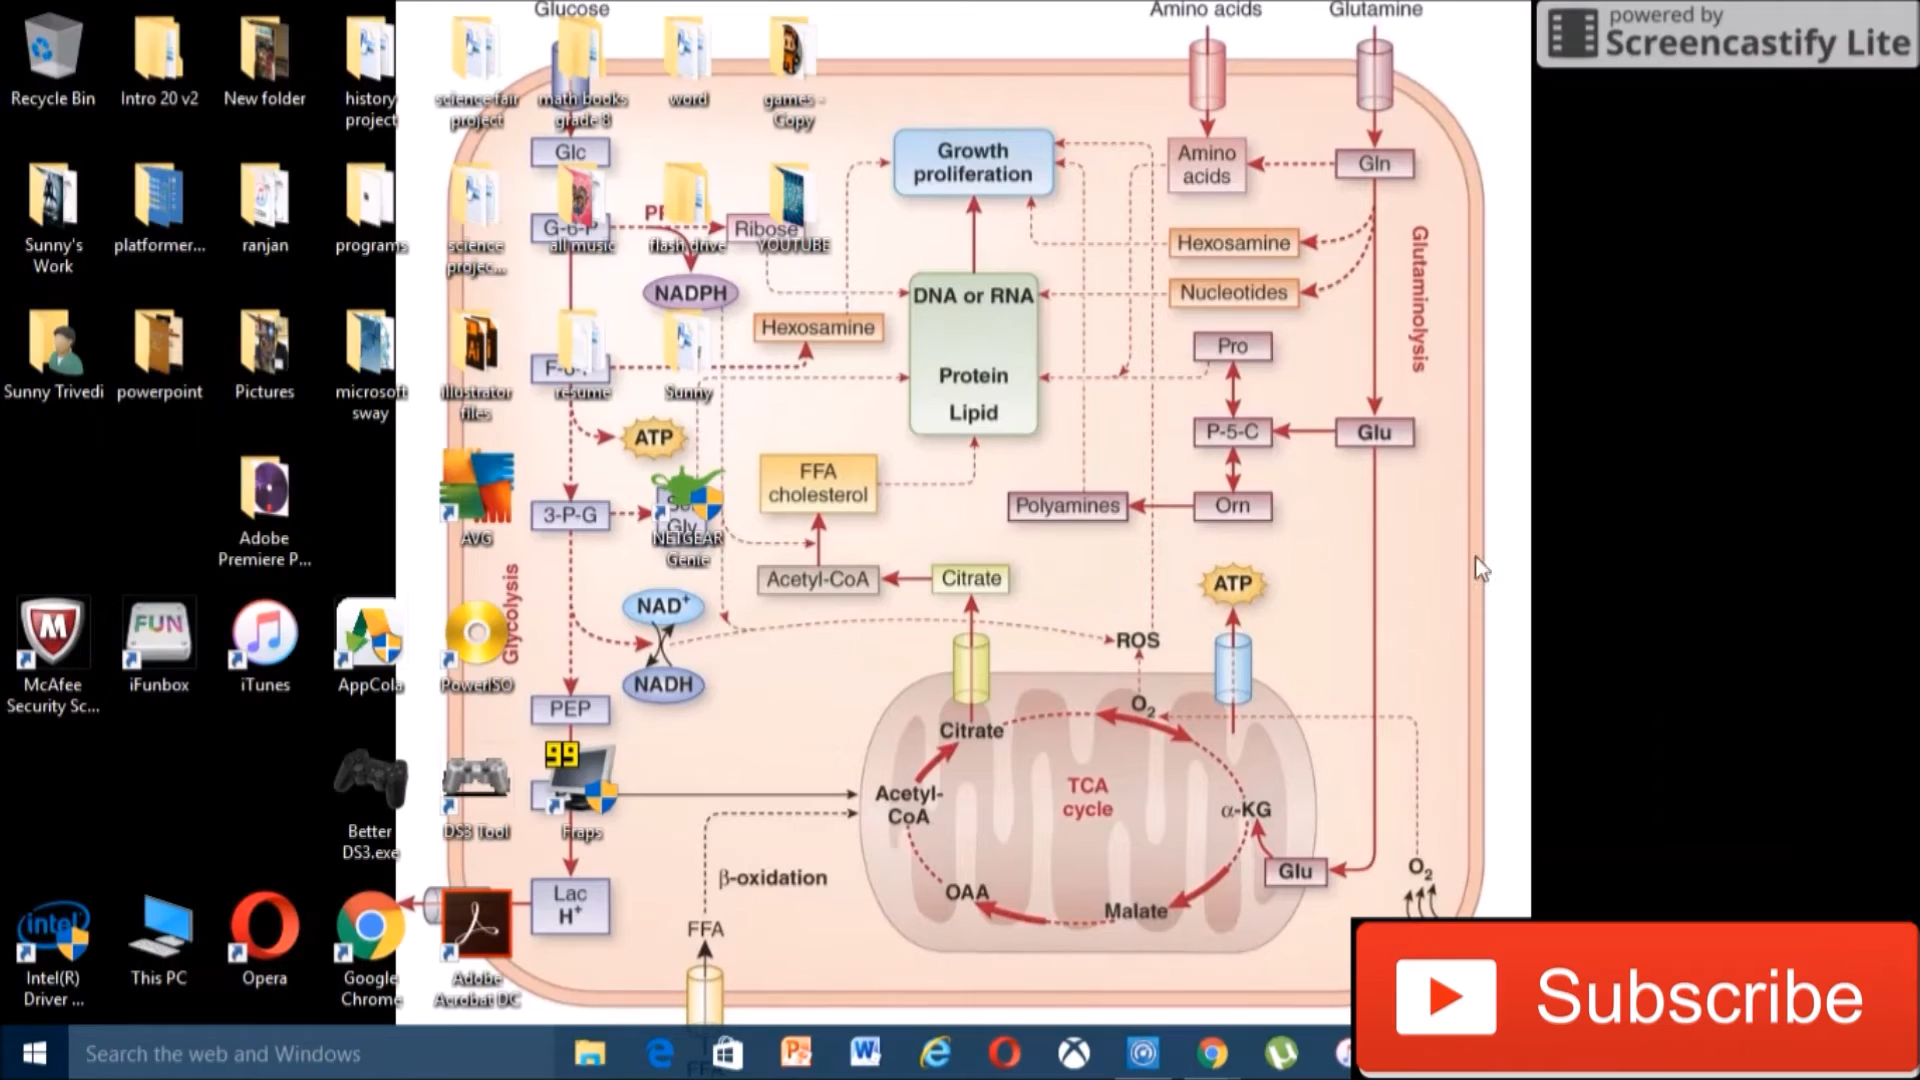 Glucose
Amino acids
Glutamine
powered by
Screencastify Lite
Recycle Bin
Intro 20 v2
New folder
history
project
science fair
project
math books
grade 8
word
games -
Copy
Glc
Growth
proliferation
Amino
acids
Gln
Sunny's
Work
platformer...
ranjan
programs
science
projec...
G-6-P
all music
flash drive
Ribose
YOUTUBE
Hexosamine
NADPH
DNA or RNA
Nucleotides
Glutaminolysis
Hexosamine
Pro
Sunny Trivedi
powerpoint
Pictures
microsoft
sway
illustrator
files
resume
Sunny
Protein
Lipid
ATP
P-5-C
Glu
FFA
cholesterol
Polyamines
Orn
Adobe
Premiere P...
AVG
3-P-G
Gly
NETGEAR
Genie
Acetyl-CoA
Citrate
ATP
Glycolysis
NAD+
ROS
NADH
McAfee
Security Sc...
iFunbox
FUN
iTunes
AppCola
PowerISO
PEP
O2
Citrate
99
TCA
cycle
Acetyl-
CoA
α-KG
Better
DS3.exe
DS3 Tool
Fraps
β-oxidation
OAA
Malate
Glu
O2
Lac
H+
FFA
intel
Intel(R)
Driver ...
This PC
Opera
Google
Chrome
Adobe
Acrobat DC
Subscribe
Search the web and Windows
FFA